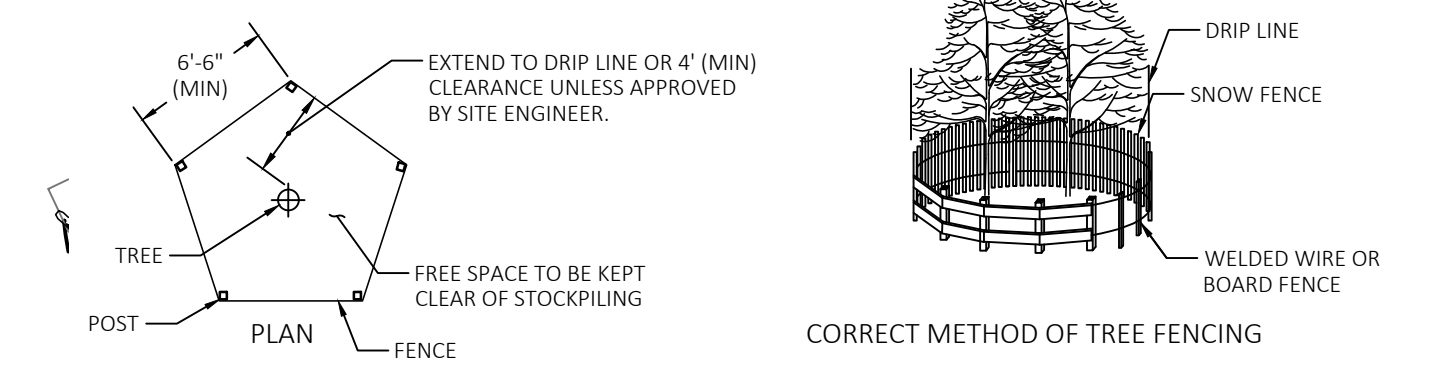 6'-6"
(MIN)
EXTEND TO DRIP LINE OR 4' (MIN)
CLEARANCE UNLESS APPROVED
BY SITE ENGINEER.
TREE
FREE SPACE TO BE KEPT
CLEAR OF STOCKPILING
POST
PLAN
FENCE
DRIP LINE
SNOW FENCE
WELDED WIRE OR
BOARD FENCE
CORRECT METHOD OF TREE FENCING